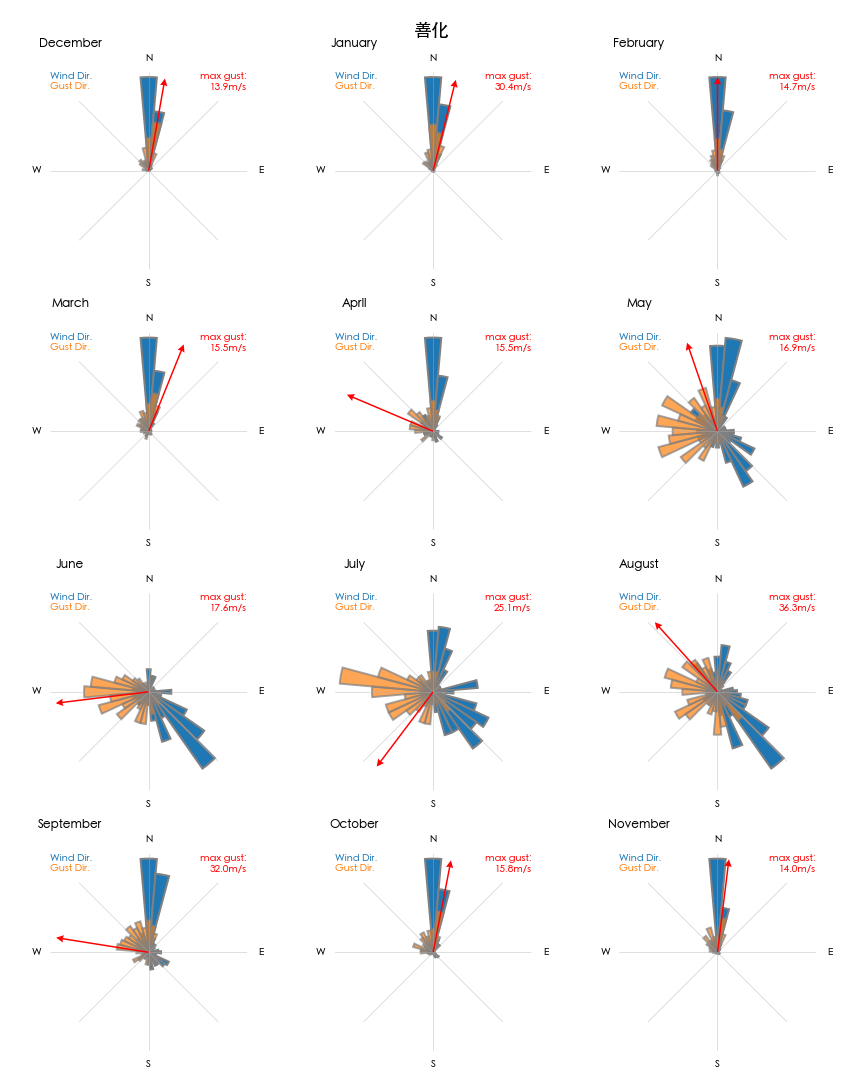 善化
December
N
Wind Dir.
Gust Dir.
max gust:
13.9m/s
W
E
S
January
N
Wind Dir.
Gust Dir.
max gust:
30.4m/s
W
E
S
February
N
Wind Dir.
Gust Dir.
max gust:
14.7m/s
W
E
S
March
N
Wind Dir.
Gust Dir.
max gust:
15.5m/s
W
E
S
April
N
Wind Dir.
Gust Dir.
max gust:
15.5m/s
W
E
S
May
N
Wind Dir.
Gust Dir.
max gust:
16.9m/s
W
E
S
June
N
Wind Dir.
Gust Dir.
max gust:
17.6m/s
W
E
S
July
N
Wind Dir.
Gust Dir.
max gust:
25.1m/s
W
E
S
August
N
Wind Dir.
Gust Dir.
max gust:
36.3m/s
W
E
S
September
N
Wind Dir.
Gust Dir.
max gust:
32.0m/s
W
E
S
October
N
Wind Dir.
Gust Dir.
max gust:
15.8m/s
W
E
S
November
N
Wind Dir.
Gust Dir.
max gust:
14.0m/s
W
E
S